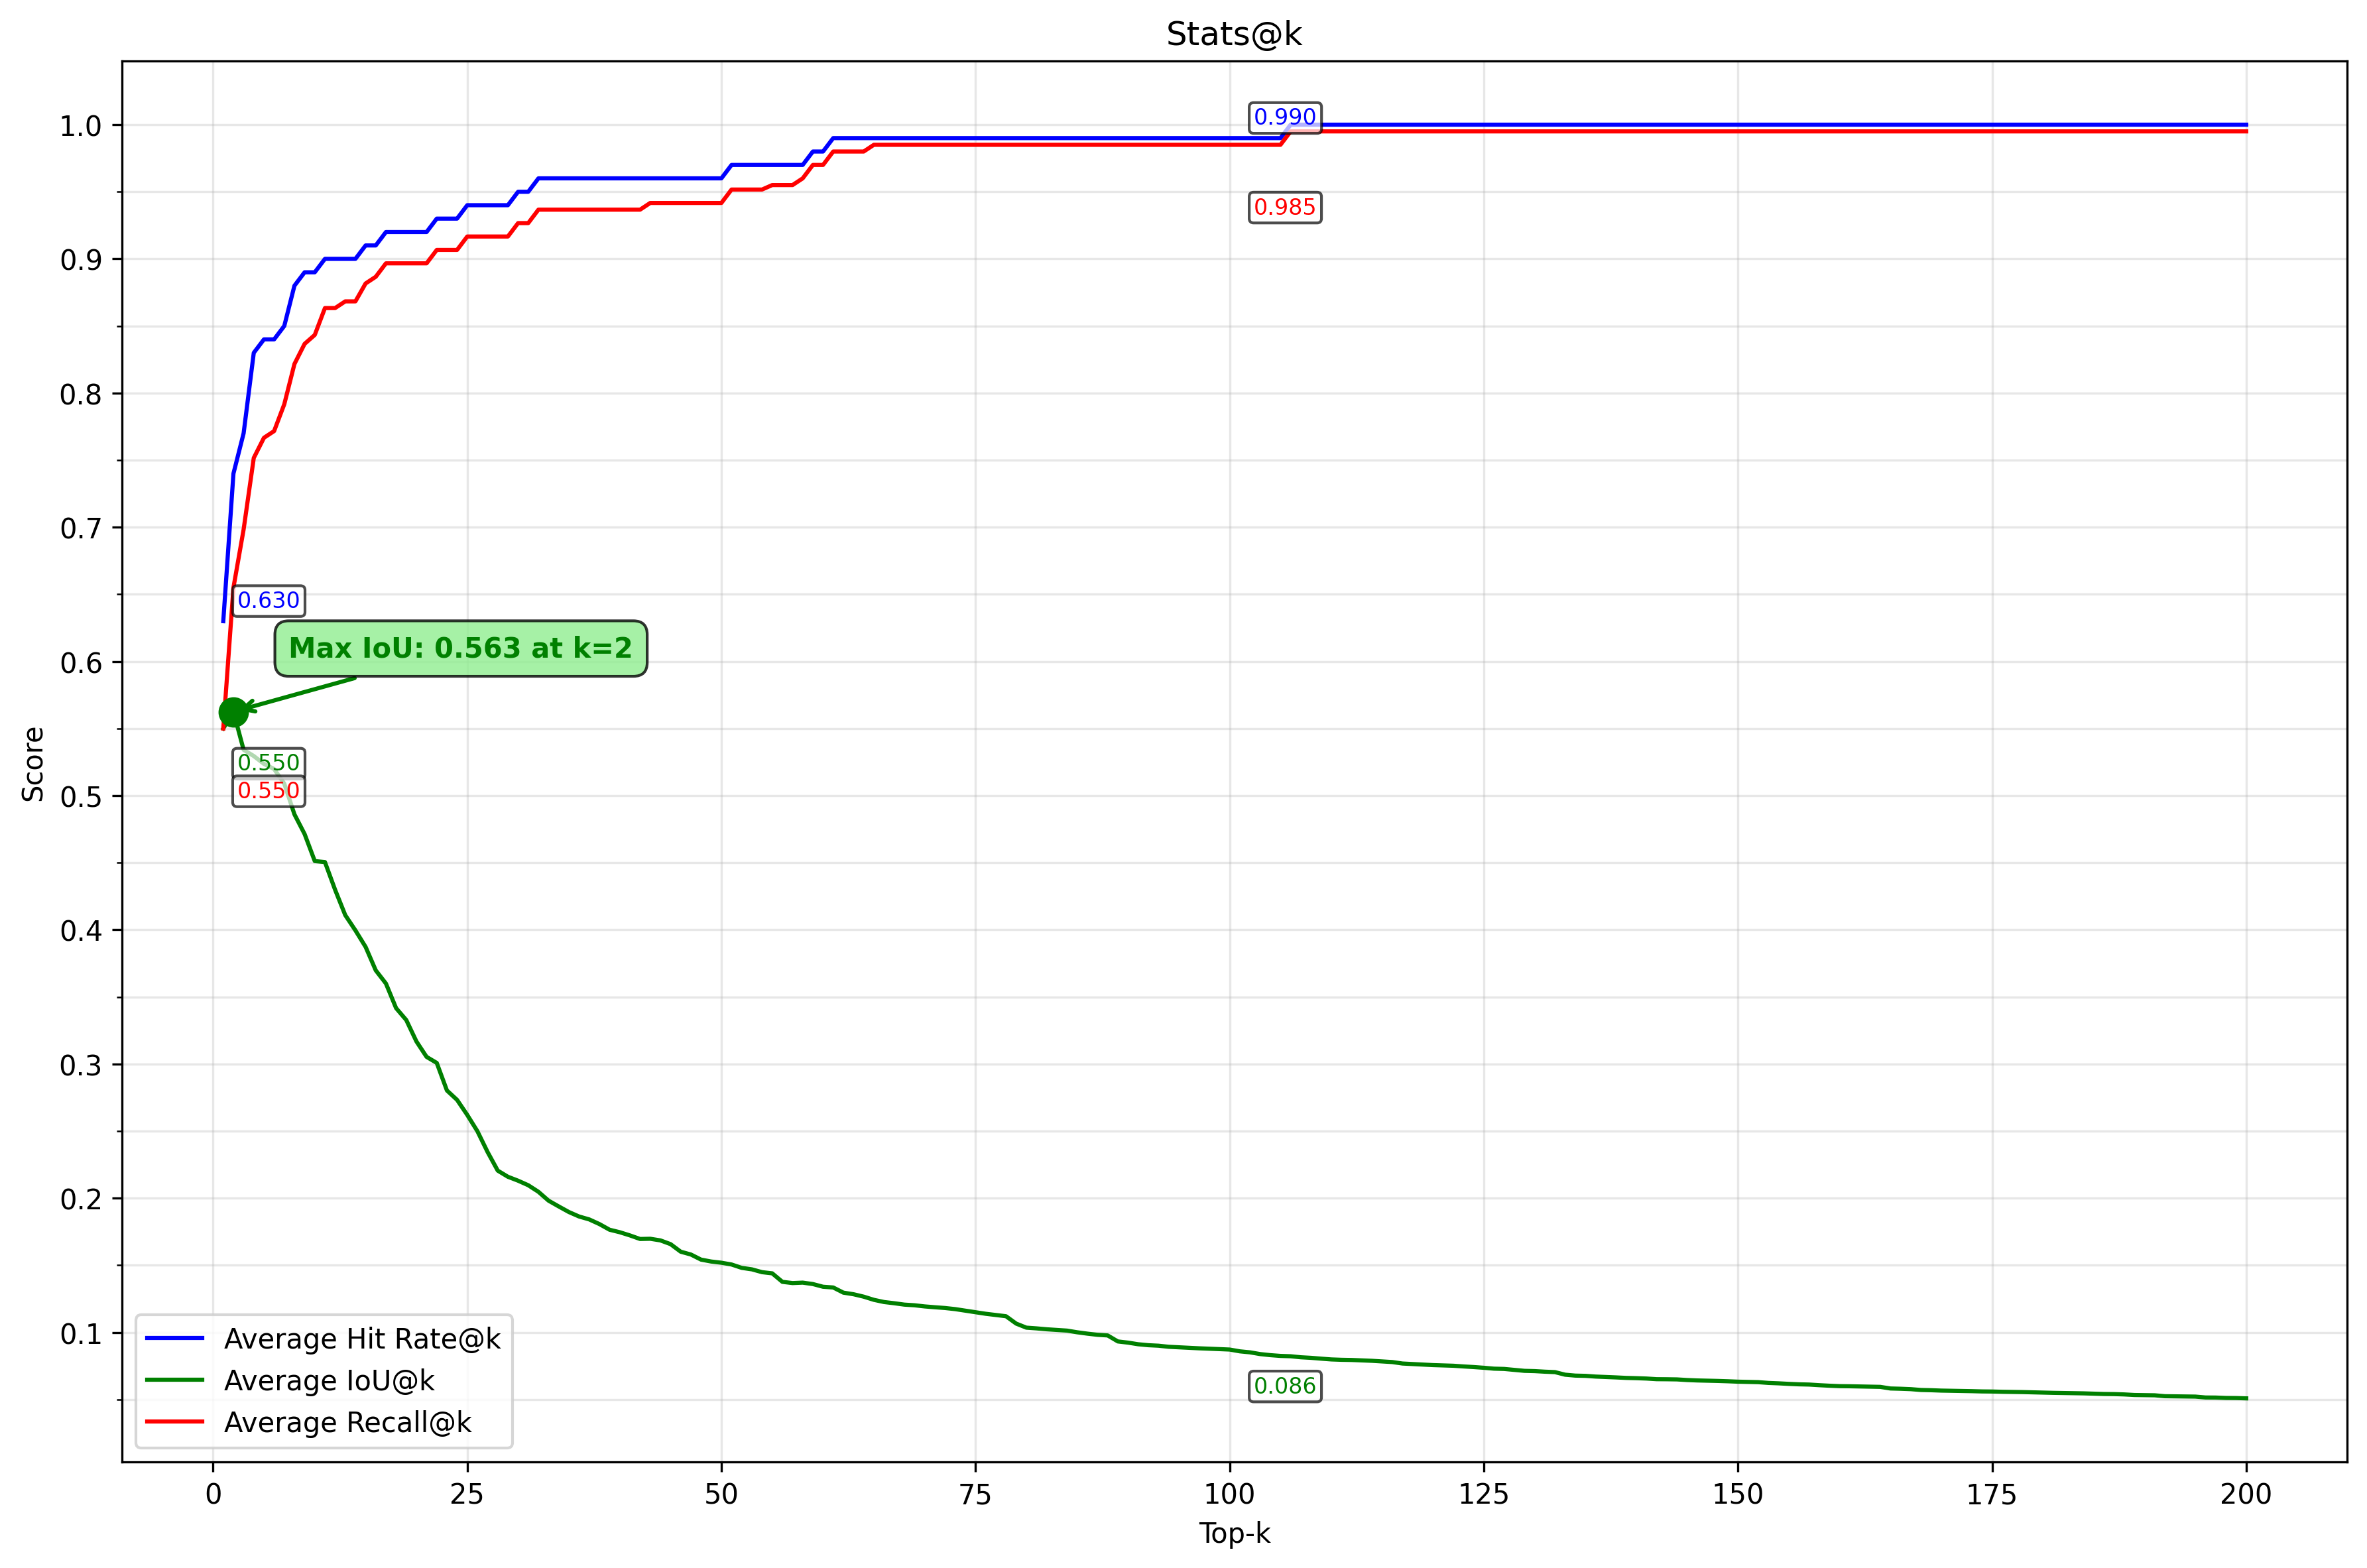 Stats@k
1.0
0.9
0.8
0.7
0.6
0.5
0.4
0.3
0.2
0.1
Score
0.990
0.985
0.630
Max IoU: 0.563 at k=2
0.550
0.550
0.086
Average Hit Rate@k
Average IoU@k
Average Recall@k
0 25 50 75 100 125 150 175 200
Top-k